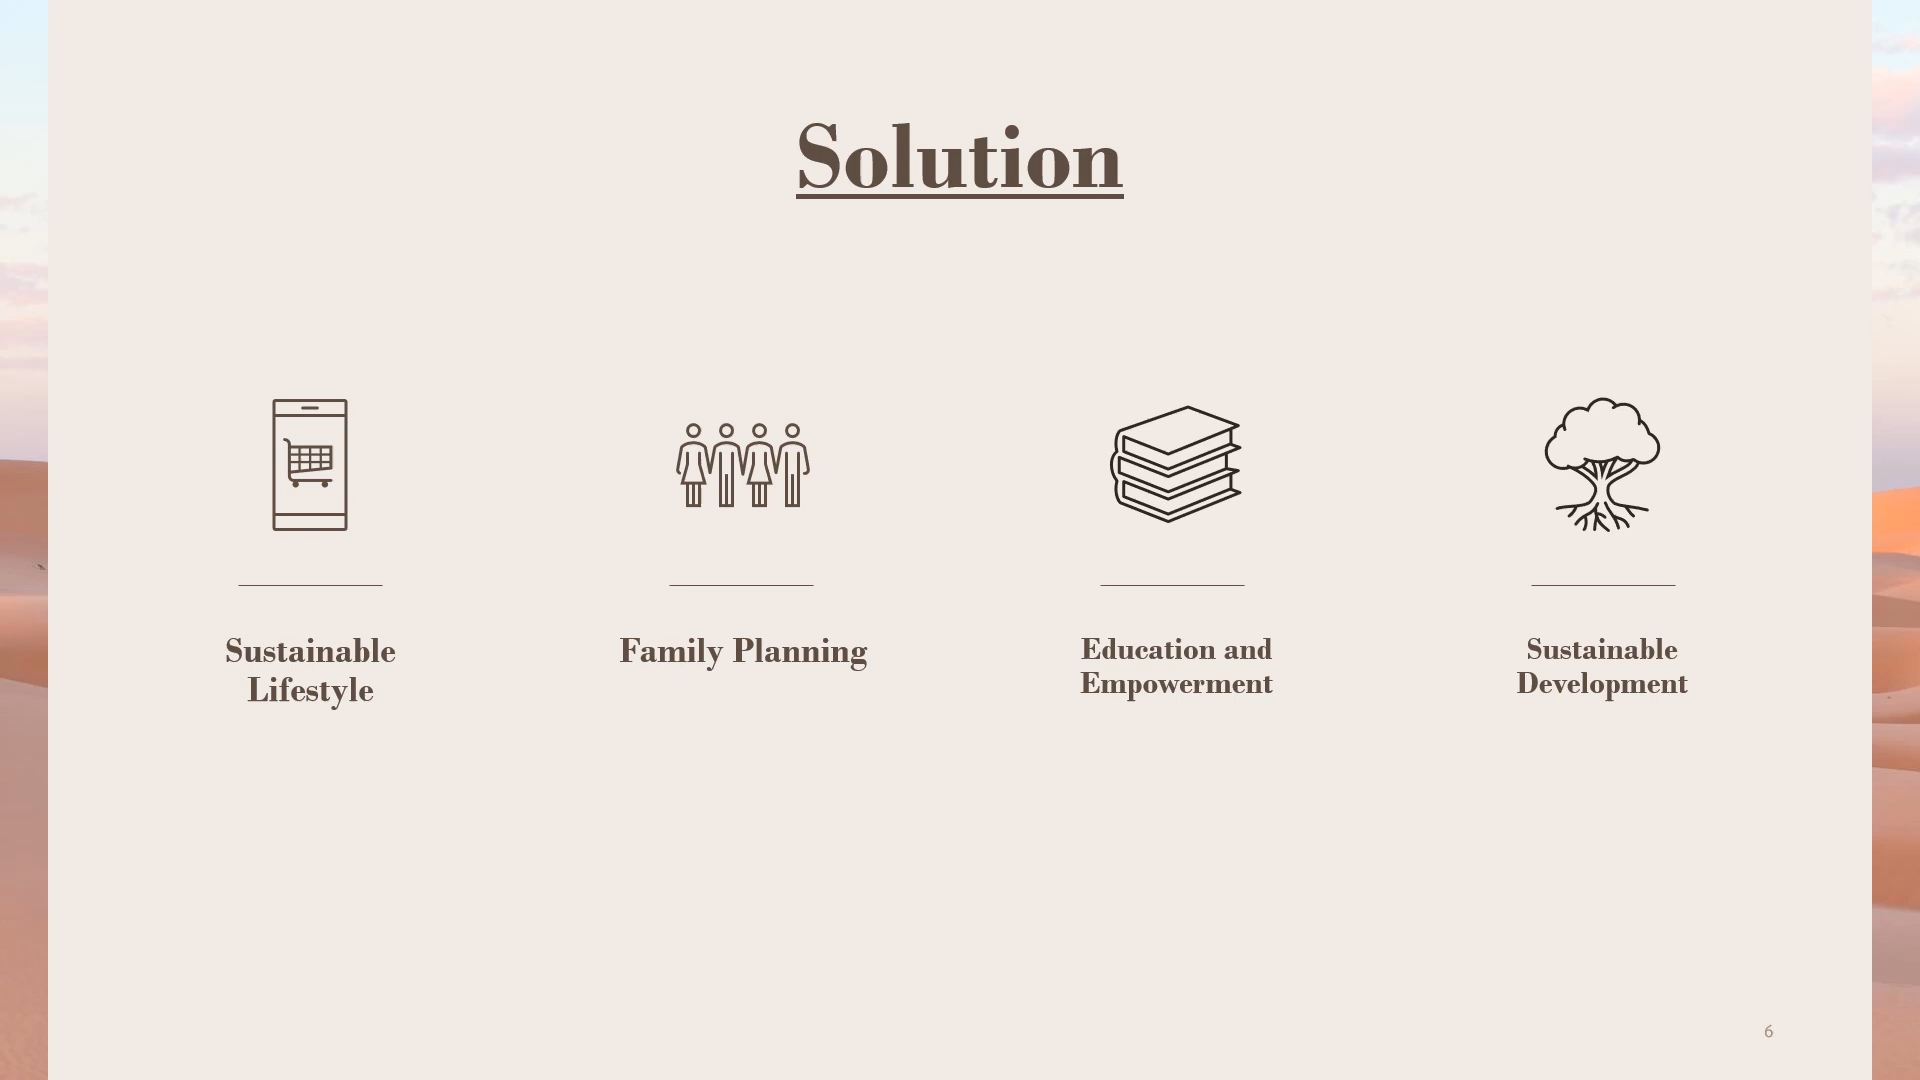 Solution
Sustainable
Lifestyle
Family Planning
Education and
Empowerment
Sustainable
Development
6